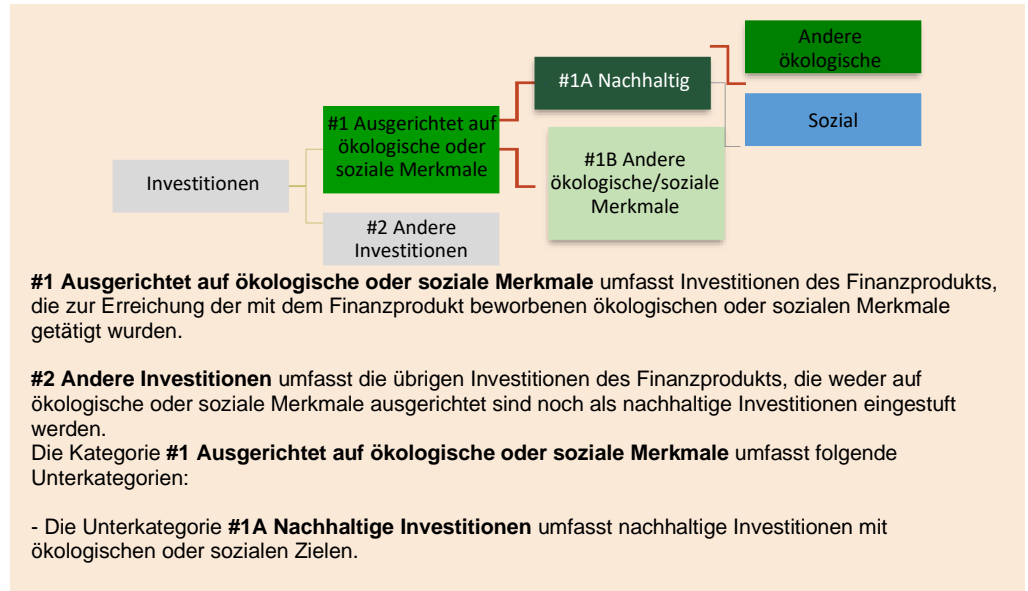 Andere
ökologische
#1A Nachhaltig
Sozial
#1 Ausgerichtet auf
ökologische oder
soziale Merkmale
#1B Andere
ökologische/soziale
Merkmale
Investitionen
#2 Andere
Investitionen
#1 Ausgerichtet auf ökologische oder soziale Merkmale umfasst Investitionen des Finanzprodukts,
die zur Erreichung der mit dem Finanzprodukt beworbenen ökologischen oder sozialen Merkmale
getätigt wurden.
#2 Andere Investitionen umfasst die übrigen Investitionen des Finanzprodukts, die weder auf
ökologische oder soziale Merkmale ausgerichtet sind noch als nachhaltige Investitionen eingestuft
werden.
Die Kategorie #1 Ausgerichtet auf ökologische oder soziale Merkmale umfasst folgende
Unterkategorien:
- Die Unterkategorie #1A Nachhaltige Investitionen umfasst nachhaltige Investitionen mit
ökologischen oder sozialen Zielen.